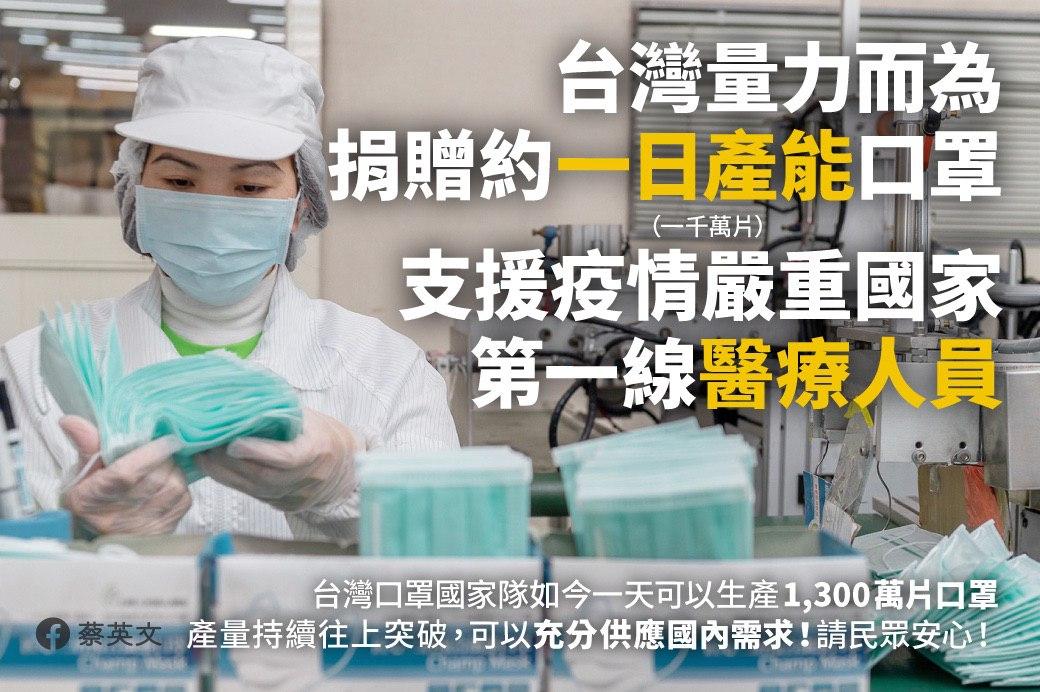 台灣量力而為
捐贈約一日產能口罩
(一千萬片)
支援疫情嚴重國家
第一線醫療人員
台灣口罩國家隊如今一天可以生產1,300萬片口罩
蔡英文
產量持續往上突破，可以充分供應國內需求！請民眾安心！
Champ Mask
Champ Mask